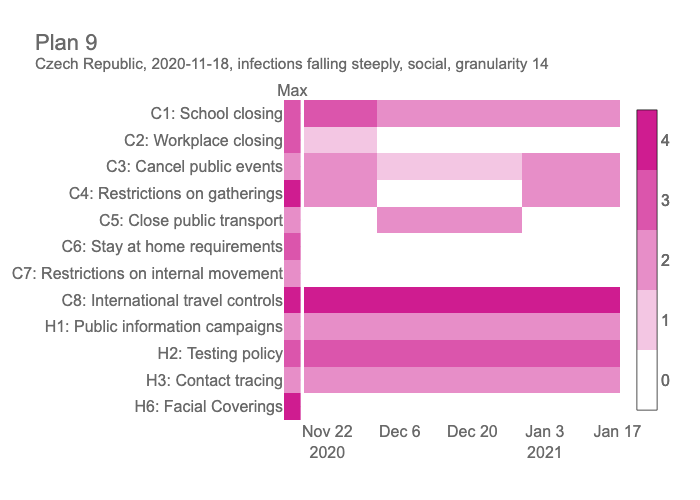 Plan 9
Czech Republic, 2020-11-18, infections falling steeply, social, granularity 14
Max
C1: School closing
C2: Workplace closing
C3: Cancel public events
C4: Restrictions on gatherings
C5: Close public transport
C6: Stay at home requirements
C7: Restrictions on internal movement
C8: International travel controls
H1: Public information campaigns
H2: Testing policy
H3: Contact tracing
H6: Facial Coverings
4
3
2
1
0
Nov 22 Dec 6 Dec 20 Jan 3 Jan 17
2020 2021